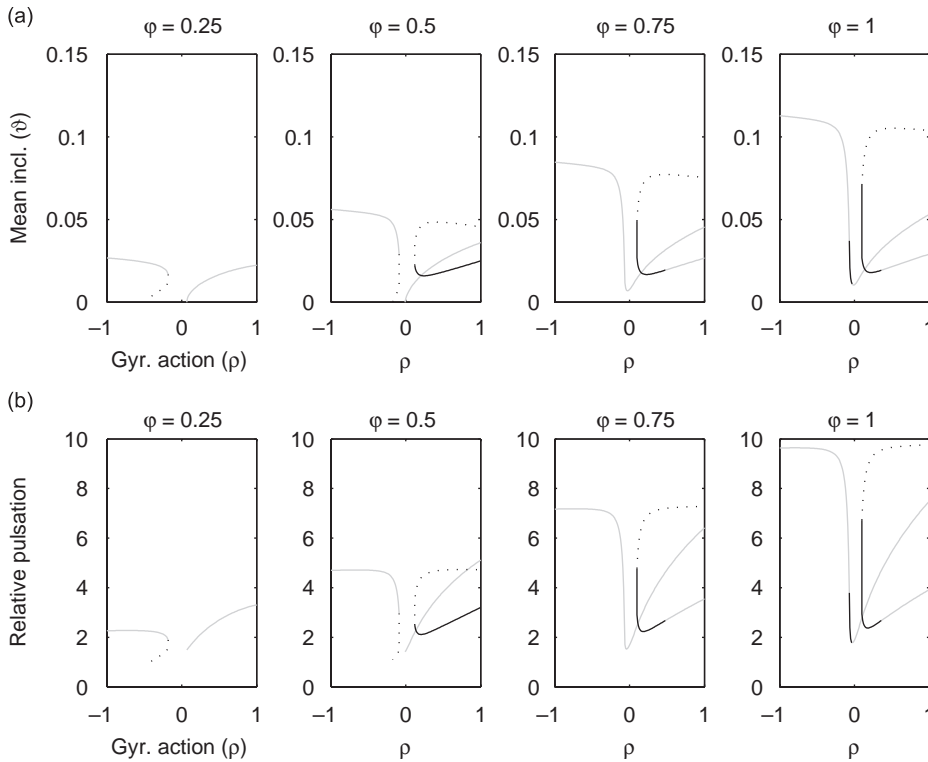 (a)
φ = 0.25 φ = 0.5 φ = 0.75 φ = 1
0.15 0.15 0.15 0.15
0.1 0.1 0.1 0.1
0.05 0.05 0.05 0.05
0 0 0 0
Mean incl. (ϑ)
−1 0 1 −1 0 1 −1 0 1 −1 0 1
Gyr. action (ρ) ρ ρ ρ
(b)
φ = 0.25 φ = 0.5 φ = 0.75 φ = 1
10 10 10 10
8 8 8 8
6 6 6 6
4 4 4 4
2 2 2 2
0 0 0 0
Relative pulsation
−1 0 1 −1 0 1 −1 0 1 −1 0 1
Gyr. action (ρ) ρ ρ ρ